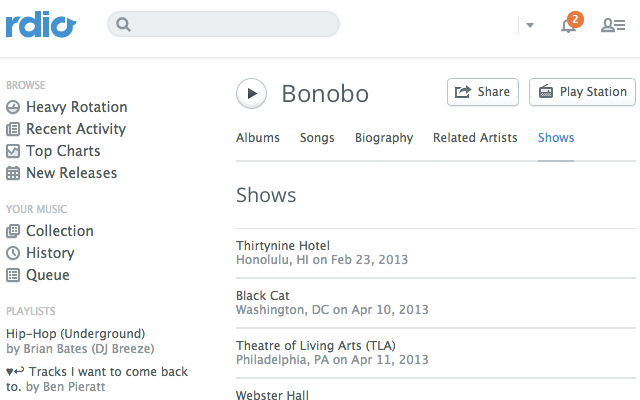 rdio
2
BROWSE
Heavy Rotation
Recent Activity
Top Charts
New Releases
YOUR MUSIC
Collection
History
Queue
PLAYLISTS
Hip-Hop (Underground)
by Brian Bates (DJ Breeze)
♥↩ Tracks I want to come back
to. by Ben Pieratt
Bonobo
Share
Play Station
Albums Songs Biography Related Artists Shows
Shows
Thirtynine Hotel
Honolulu, HI on Feb 23, 2013
Black Cat
Washington, DC on Apr 10, 2013
Theatre of Living Arts (TLA)
Philadelphia, PA on Apr 11, 2013
Webster Hall